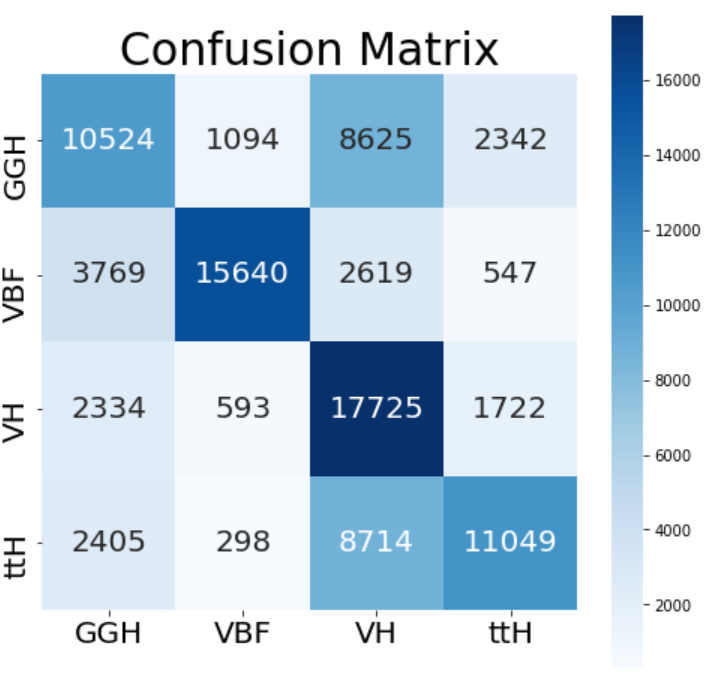 Confusion Matrix
GGH 10524 1094 8625 2342
VBF 3769 15640 2619 547
VH 2334 593 17725 1722
ttH 2405 298 8714 11049
GGH VBF VH ttH
16000
14000
12000
10000
8000
6000
4000
2000